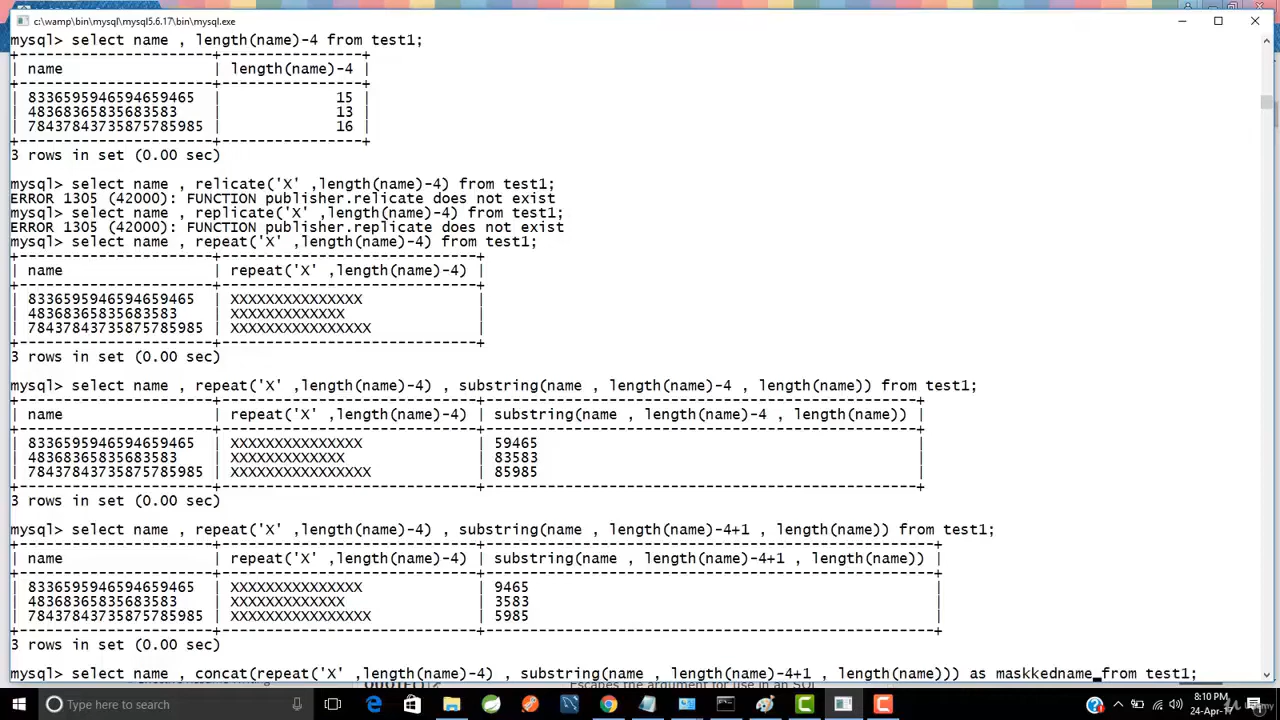 c:\wamp\bin\mysql\mysql5.6.17\bin\mysql.exe
mysql> select name , length(name)-4 from test1;
+---------------------+----------------+
| name                | length(name)-4 |
+---------------------+----------------+
| 8336595946594659465 |             15 |
| 48368365835683583   |             13 |
| 78437843735875785985 |             16 |
+---------------------+----------------+
3 rows in set (0.00 sec)
mysql> select name , relicate('X' ,length(name)-4) from test1;
ERROR 1305 (42000): FUNCTION publisher.relicate does not exist
mysql> select name , replicate('X' ,length(name)-4) from test1;
ERROR 1305 (42000): FUNCTION publisher.replicate does not exist
mysql> select name , repeat('X' ,length(name)-4) from test1;
+----------------------+-----------------------------+
| name                 | repeat('X' ,length(name)-4) |
+----------------------+-----------------------------+
| 8336595946594659465  | XXXXXXXXXXXXXXX             |
| 48368365835683583    | XXXXXXXXXXXXX               |
| 78437843735875785985 | XXXXXXXXXXXXXXXX            |
+----------------------+-----------------------------+
3 rows in set (0.00 sec)
mysql> select name , repeat('X' ,length(name)-4) , substring(name , length(name)-4 , length(name)) from test1;
+----------------------+-----------------------------+-------------------------------------------------+
| name                 | repeat('X' ,length(name)-4) | substring(name , length(name)-4 , length(name)) |
+----------------------+-----------------------------+-------------------------------------------------+
| 8336595946594659465  | XXXXXXXXXXXXXXX             | 59465                                           |
| 48368365835683583    | XXXXXXXXXXXXX               | 83583                                           |
| 78437843735875785985 | XXXXXXXXXXXXXXXX            | 85985                                           |
+----------------------+-----------------------------+-------------------------------------------------+
3 rows in set (0.00 sec)
mysql> select name , repeat('X' ,length(name)-4) , substring(name , length(name)-4+1 , length(name)) from test1;
+----------------------+-----------------------------+---------------------------------------------------+
| name                 | repeat('X' ,length(name)-4) | substring(name , length(name)-4+1 , length(name)) |
+----------------------+-----------------------------+---------------------------------------------------+
| 8336595946594659465  | XXXXXXXXXXXXXXX             | 9465                                              |
| 48368365835683583    | XXXXXXXXXXXXX               | 3583                                              |
| 78437843735875785985 | XXXXXXXXXXXXXXXX            | 5985                                              |
+----------------------+-----------------------------+---------------------------------------------------+
3 rows in set (0.00 sec)
mysql> select name , concat(repeat('X' ,length(name)-4) , substring(name , length(name)-4+1 , length(name))) as maskkedname from test1;
Type here to search
8:10 PM
24-Apr-17